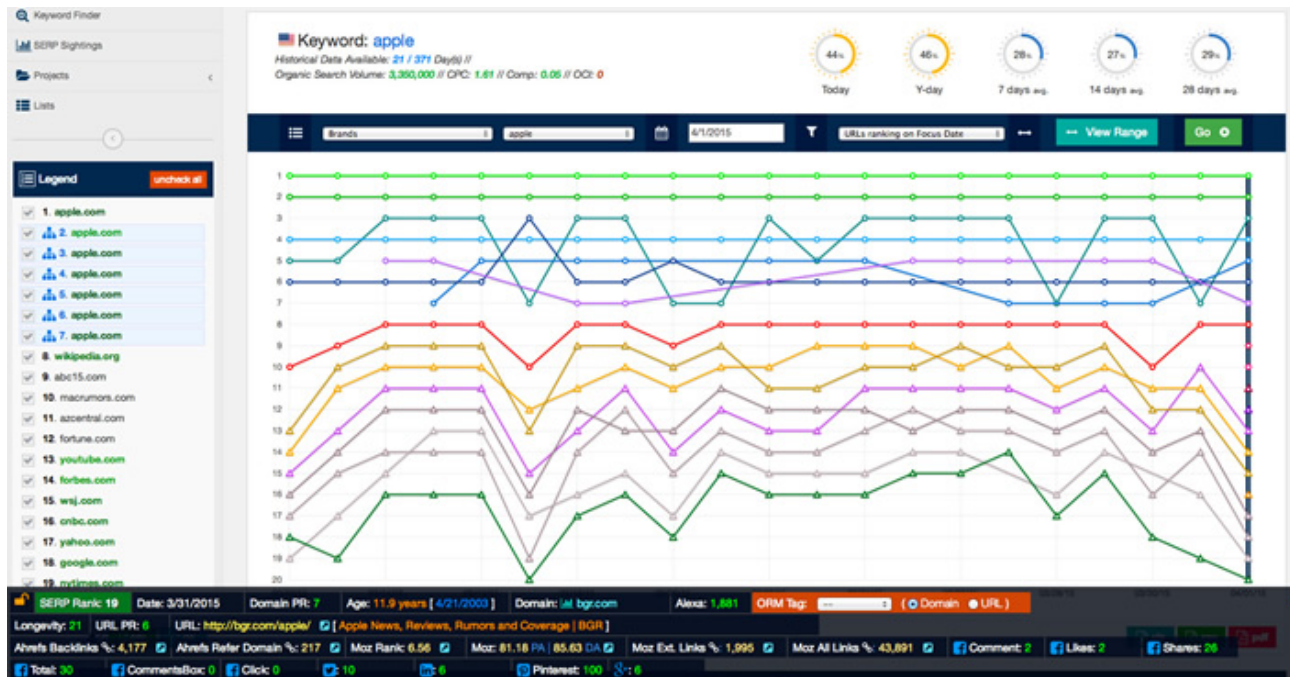 Keyword Finder
SERP Sightings
Projects
Lists
Keyword: apple
Historical Data Available: 21 / 371 Day(s) //
Organic Search Volume: 3,350,000 // CPC: 1.61 // Comp: 0.05 // OCI: 0
44%
46%
28%
27%
29%
Today
Y-day
7 days avg.
14 days avg.
28 days avg.
Brands
apple
4/1/2015
URLs ranking on Focus Date
View Range
Go
Legend
uncheck all
1. apple.com
2. apple.com
3. apple.com
4. apple.com
5. apple.com
6. apple.com
7. apple.com
8. wikipedia.org
9. abc15.com
10. macrumors.com
11. azcentral.com
12. fortune.com
13. youtube.com
14. forbes.com
15. wsj.com
16. cnbc.com
17. yahoo.com
18. google.com
19. nytimes.com
1
2
3
4
5
6
7
8
9
10
11
12
13
14
15
16
17
18
19
20
SERP Rank: 19 Date: 3/31/2015 Domain PR: 7 Age: 11.9 years [ 4/21/2003 ] Domain: bgr.com Alexa: 1,881 ORM Tag: --- ( Domain URL )
Longevity: 21 URL PR: 6 URL: http://bgr.com/apple/ [ Apple News, Reviews, Rumors and Coverage | BGR ]
pdf
Ahrefs Backlinks : 4,177 Ahrefs Refer Domain : 217 Moz Rank: 6.56 Moz: 81.18 PA | 85.63 DA Moz Ext. Links : 1,995 Moz All Links : 43,891 Comment: 2 Likes: 2 Shares: 26
Total: 30 CommentsBox: 0 Click: 0 : 10 : 6 Pinterest: 100 : 6